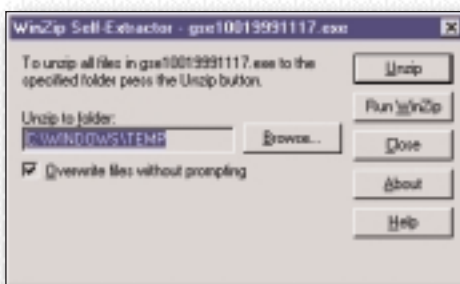 WinZip Self-Extractor - gse10019991117.exe
To unzip all files in gse10019991117.exe to the
specified folder press the Unzip button.
Unzip to folder:
C:\WINDOWS\TEMP
Browse...
Overwrite files without prompting
Unzip
Run WinZip
Close
About
Help